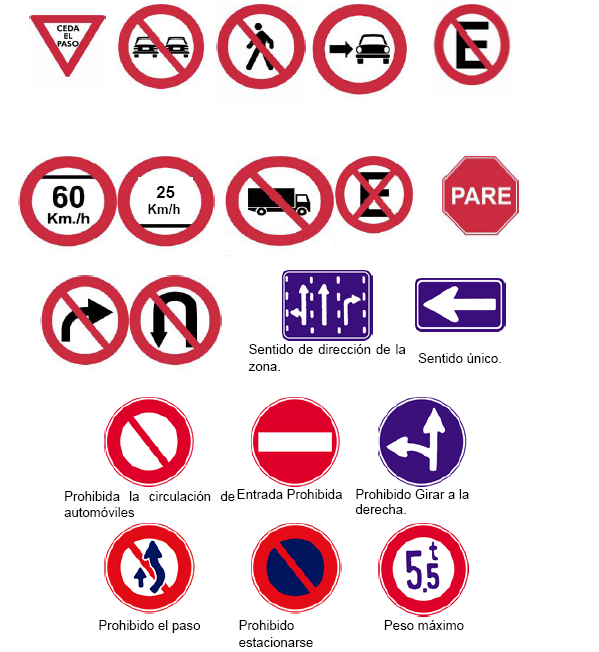 CEDA
EL
PASO
E
60
Km./h
25
Km/h
E
PARE
Sentido de dirección de la
zona.
Sentido único.
Prohibida la circulación de
automóviles
Entrada Prohibida
Prohibido Girar a la
derecha.
5.5t
Prohibido el paso
Prohibido
estacionarse
Peso máximo